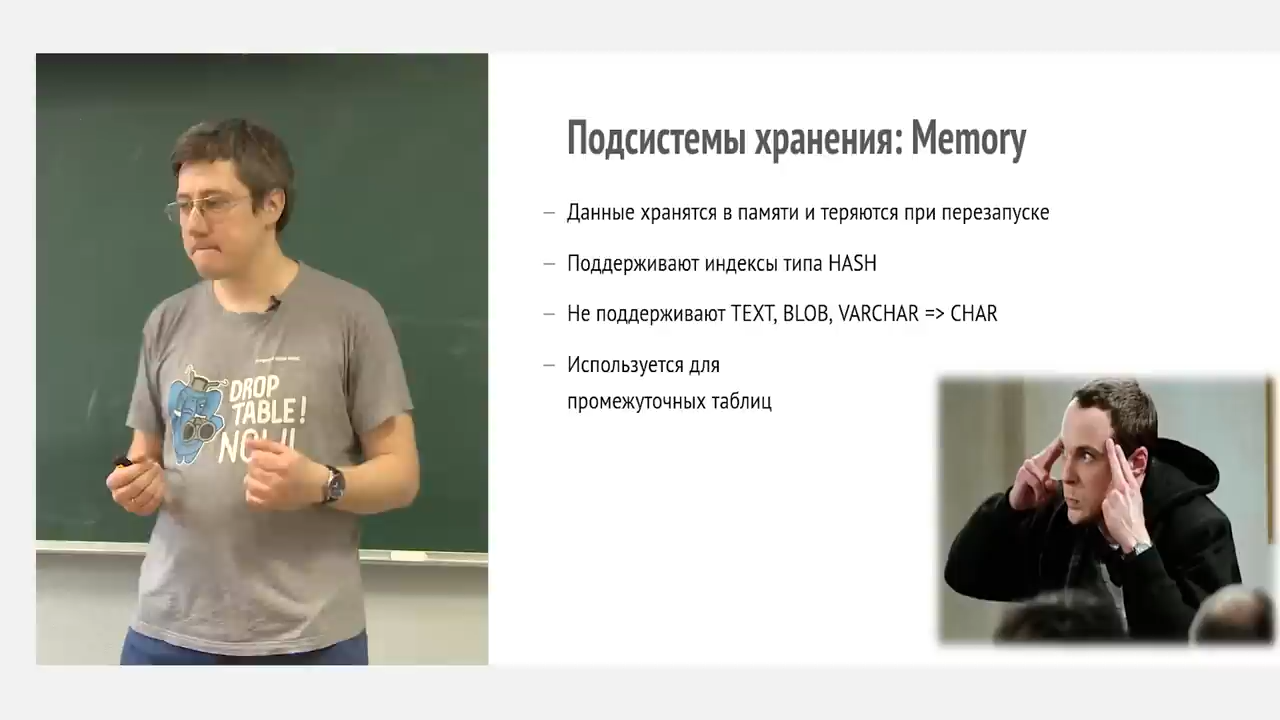 Подсистемы хранения: Memory
– Данные хранятся в памяти и теряются при перезапуске
– Поддерживают индексы типа HASH
– Не поддерживают TEXT, BLOB, VARCHAR => CHAR
– Используется для
промежуточных таблиц
DROP
TABLE!